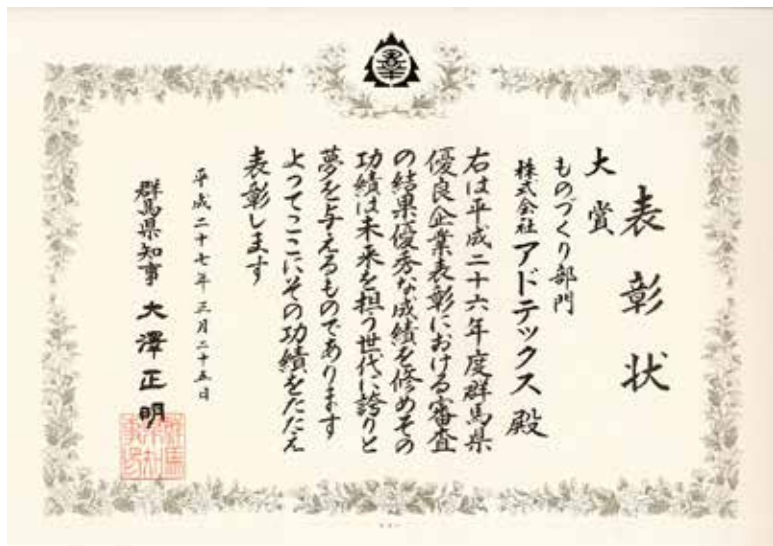 表彰状
大賞
ものづくり部門
株式会社アドテックス殿
右は平成二十六年度群馬県
優良企業表彰における審査
の結果優秀な成績を修めその
功績は未来を担う世代に誇りと
夢を与えるものであります
よってここにその功績をたたえ
表彰します
平成二十七年三月二十五日
群馬県知事 大澤正明